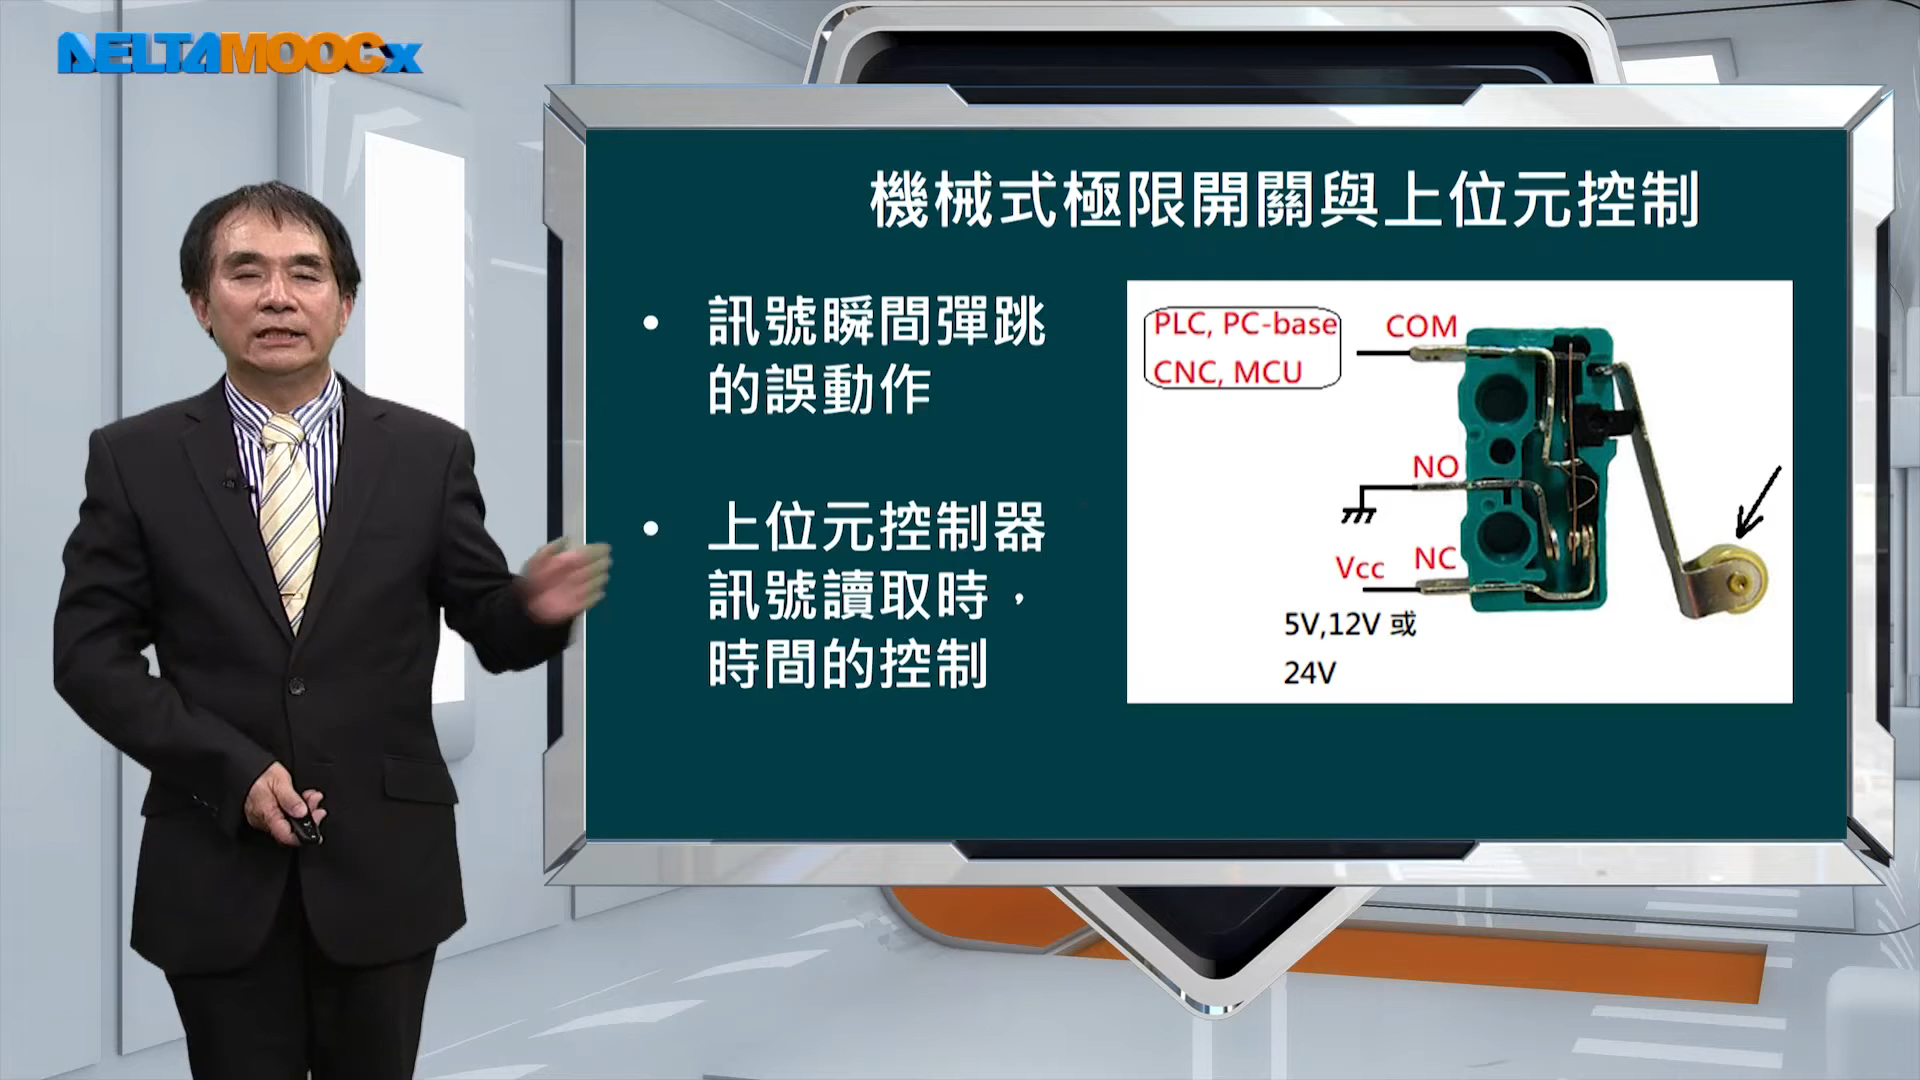 DELTAMOOCx
機械式極限開關與上位元控制
• 訊號瞬間彈跳
的誤動作
• 上位元控制器
訊號讀取時，
時間的控制
PLC, PC-base
CNC, MCU
COM
NO
Vcc NC
5V,12V 或
24V